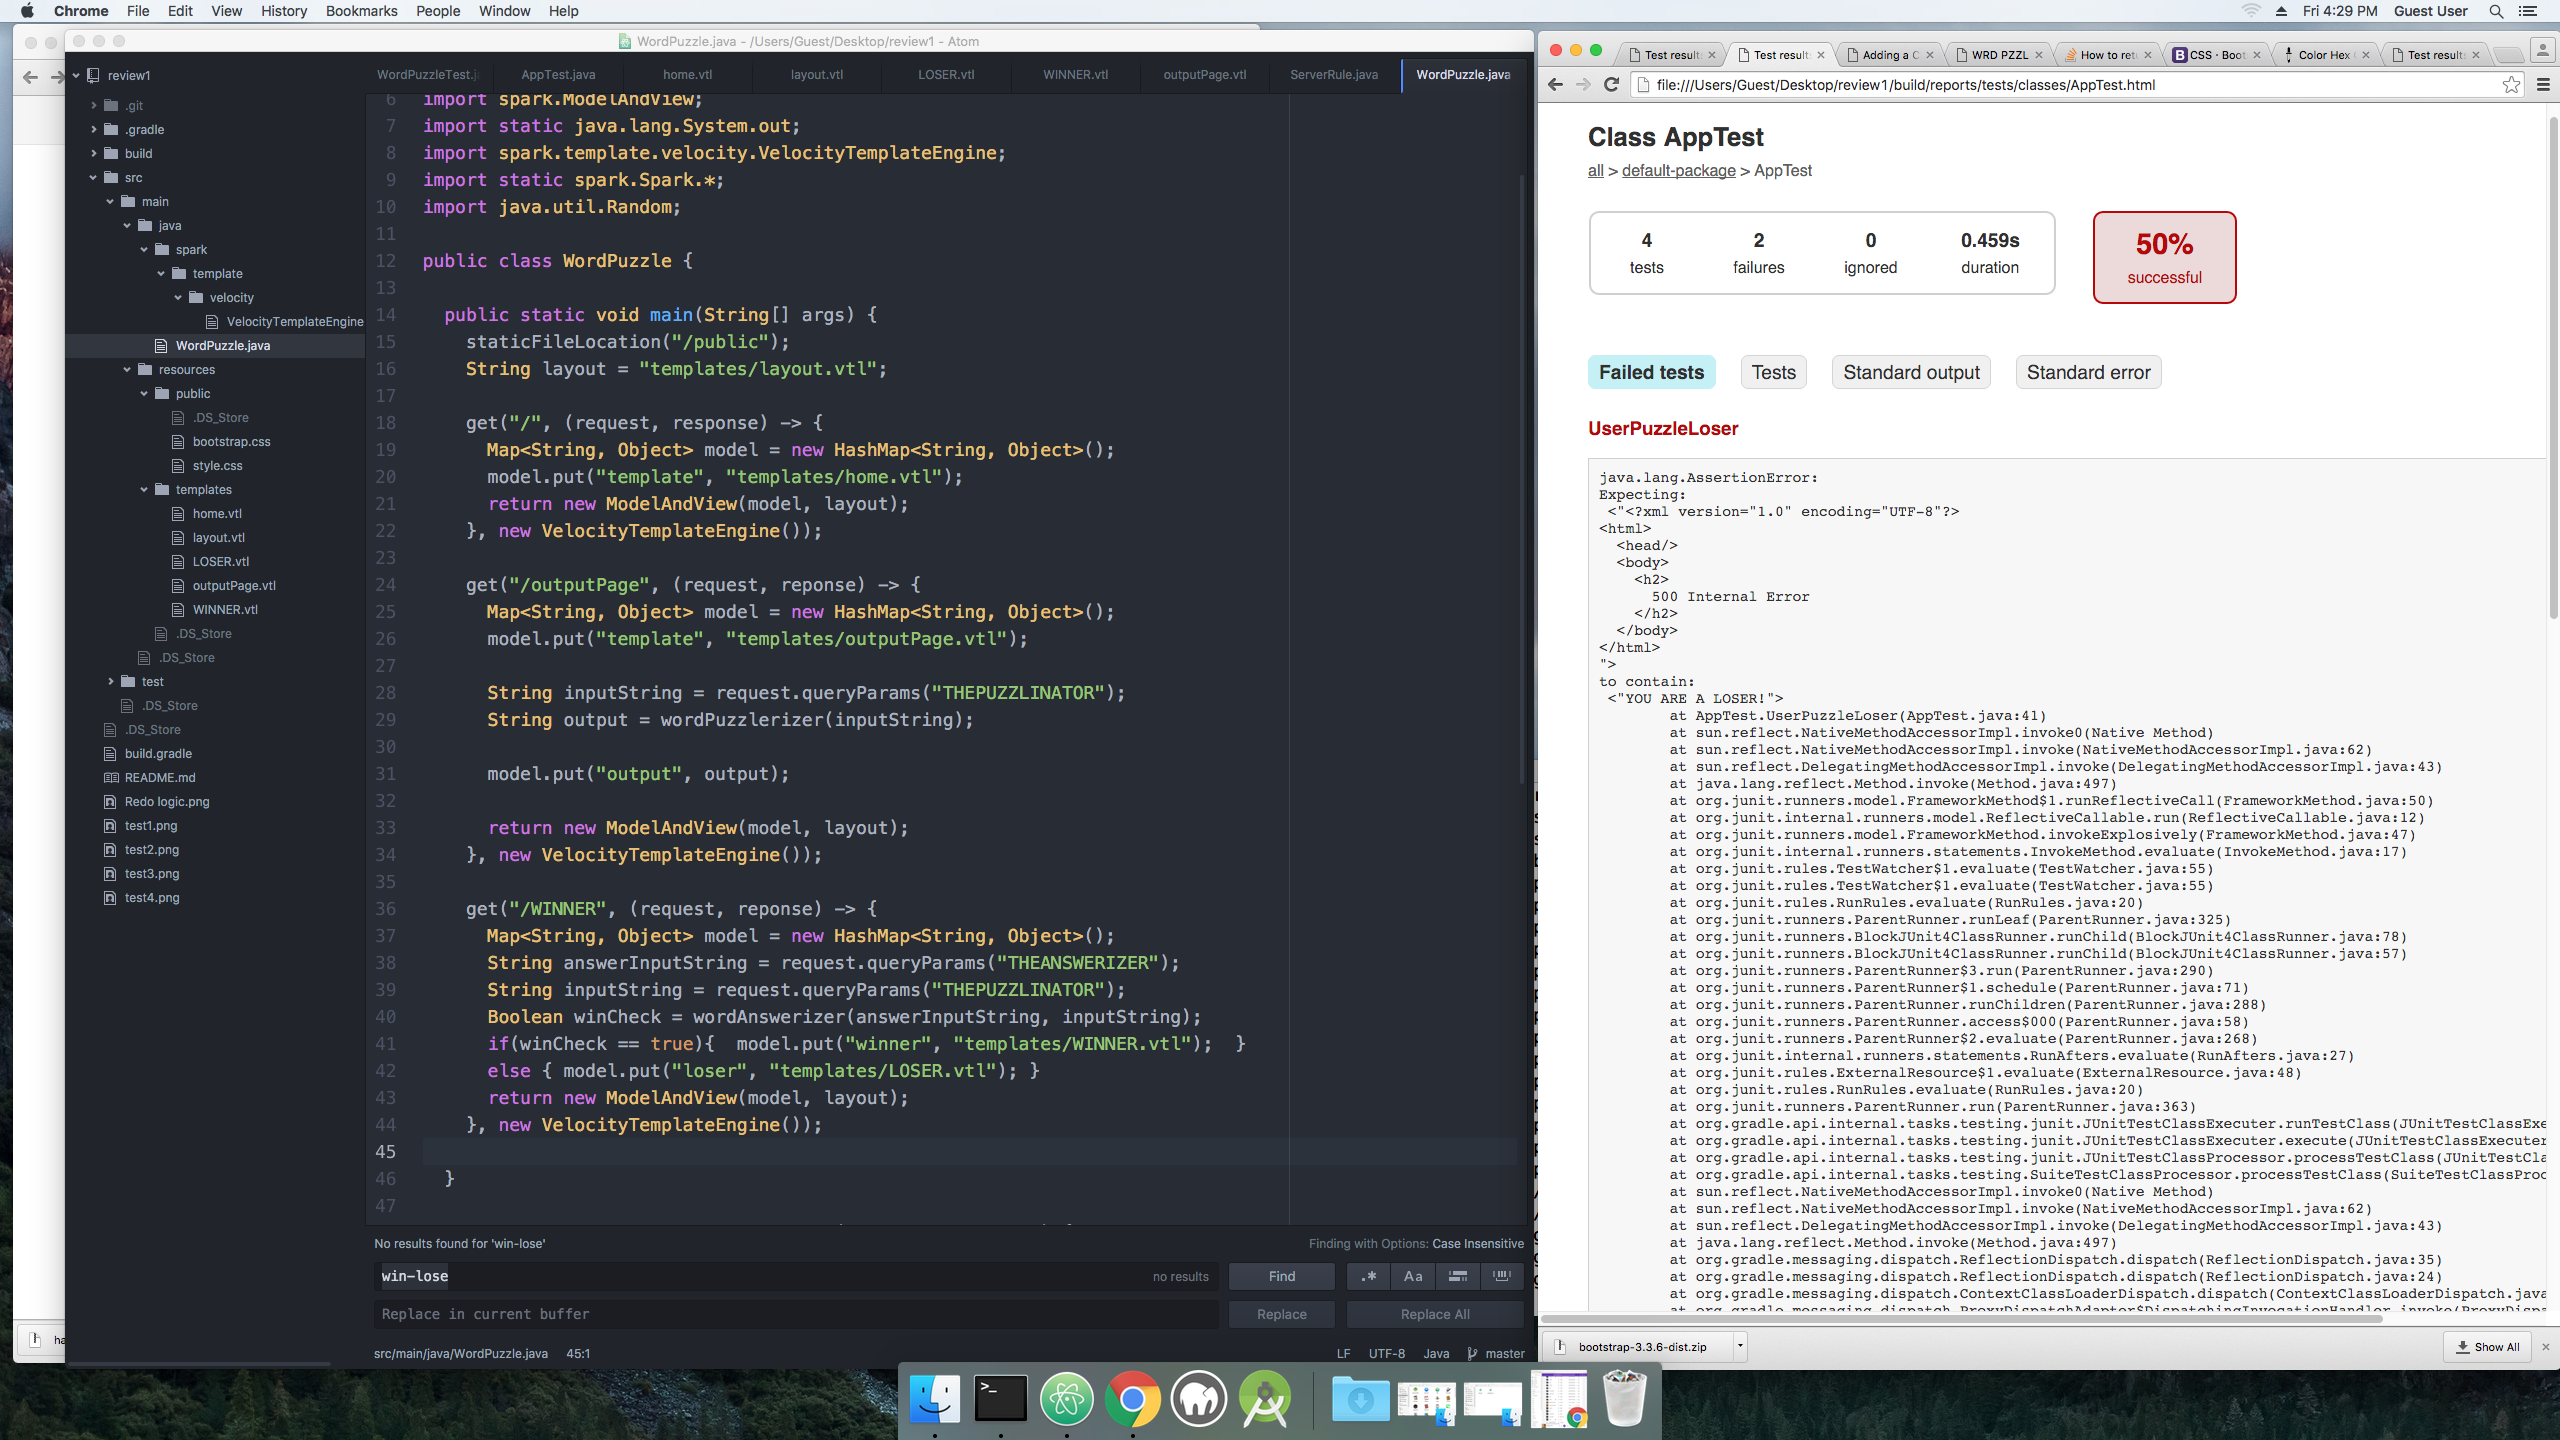 Chrome File Edit View History Bookmarks People Window Help
Fri 4:29 PM Guest User
WordPuzzle.java - /Users/Guest/Desktop/review1 - Atom
review1
.git
.gradle
build
src
main
java
spark
template
velocity
VelocityTemplateEngine
WordPuzzle.java
resources
public
.DS_Store
bootstrap.css
style.css
templates
home.vtl
layout.vtl
LOSER.vtl
outputPage.vtl
WINNER.vtl
.DS_Store
.DS_Store
test
.DS_Store
.DS_Store
build.gradle
README.md
Redo logic.png
test1.png
test2.png
test3.png
test4.png
WordPuzzleTest.j AppTest.java home.vtl layout.vtl LOSER.vtl WINNER.vtl outputPage.vtl ServerRule.java WordPuzzle.java
6 import spark.ModelAndView;
7 import static java.lang.System.out;
8 import spark.template.velocity.VelocityTemplateEngine;
9 import static spark.Spark.*;
10 import java.util.Random;
11
12 public class WordPuzzle {
13
14 public static void main(String[] args) {
15 staticFileLocation("/public");
16 String layout = "templates/layout.vtl";
17
18 get("/", (request, response) -> {
19 Map<String, Object> model = new HashMap<String, Object>();
20 model.put("template", "templates/home.vtl");
21 return new ModelAndView(model, layout);
22 }, new VelocityTemplateEngine());
23
24 get("/outputPage", (request, reponse) -> {
25 Map<String, Object> model = new HashMap<String, Object>();
26 model.put("template", "templates/outputPage.vtl");
27
28 String inputString = request.queryParams("THEPUZZLINATOR");
29 String output = wordPuzzlerizer(inputString);
30
31 model.put("output", output);
32
33 return new ModelAndView(model, layout);
34 }, new VelocityTemplateEngine());
35
36 get("/WINNER", (request, reponse) -> {
37 Map<String, Object> model = new HashMap<String, Object>();
38 String answerInputString = request.queryParams("THEANSWERIZER");
39 String inputString = request.queryParams("THEPUZZLINATOR");
40 Boolean winCheck = wordAnswerizer(answerInputString, inputString);
41 if(winCheck == true){ model.put("winner", "templates/WINNER.vtl"); }
42 else { model.put("loser", "templates/LOSER.vtl"); }
43 return new ModelAndView(model, layout);
44 }, new VelocityTemplateEngine());
45
46 }
47
No results found for 'win-lose' Finding with Options: Case Insensitive
win-lose no results Find .* Aa
Replace in current buffer Replace Replace All
src/main/java/WordPuzzle.java 45:1 LF UTF-8 Java master
ha
Test result Test result Adding a C WRD PZZL How to ret CSS · Boot Color Hex Test result
file:///Users/Guest/Desktop/review1/build/reports/tests/classes/AppTest.html
Class AppTest
all > default-package > AppTest
4 2 0 0.459s
tests failures ignored duration
50%
successful
Failed tests Tests Standard output Standard error
UserPuzzleLoser
java.lang.AssertionError:
Expecting:
<"<?xml version="1.0" encoding="UTF-8"?>
<html>
<head/>
<body>
<h2>
500 Internal Error
</h2>
</body>
</html>
">
to contain:
<"YOU ARE A LOSER!">
at AppTest.UserPuzzleLoser(AppTest.java:41)
at sun.reflect.NativeMethodAccessorImpl.invoke0(Native Method)
at sun.reflect.NativeMethodAccessorImpl.invoke(NativeMethodAccessorImpl.java:62)
at sun.reflect.DelegatingMethodAccessorImpl.invoke(DelegatingMethodAccessorImpl.java:43)
at java.lang.reflect.Method.invoke(Method.java:497)
at org.junit.runners.model.FrameworkMethod$1.runReflectiveCall(FrameworkMethod.java:50)
at org.junit.internal.runners.model.ReflectiveCallable.run(ReflectiveCallable.java:12)
at org.junit.runners.model.FrameworkMethod.invokeExplosively(FrameworkMethod.java:47)
at org.junit.internal.runners.statements.InvokeMethod.evaluate(InvokeMethod.java:17)
at org.junit.rules.TestWatcher$1.evaluate(TestWatcher.java:55)
at org.junit.rules.TestWatcher$1.evaluate(TestWatcher.java:55)
at org.junit.rules.RunRules.evaluate(RunRules.java:20)
at org.junit.runners.ParentRunner.runLeaf(ParentRunner.java:325)
at org.junit.runners.BlockJUnit4ClassRunner.runChild(BlockJUnit4ClassRunner.java:78)
at org.junit.runners.BlockJUnit4ClassRunner.runChild(BlockJUnit4ClassRunner.java:57)
at org.junit.runners.ParentRunner$3.run(ParentRunner.java:290)
at org.junit.runners.ParentRunner$1.schedule(ParentRunner.java:71)
at org.junit.runners.ParentRunner.runChildren(ParentRunner.java:288)
at org.junit.runners.ParentRunner.access$000(ParentRunner.java:58)
at org.junit.runners.ParentRunner$2.evaluate(ParentRunner.java:268)
at org.junit.internal.runners.statements.RunAfters.evaluate(RunAfters.java:27)
at org.junit.rules.ExternalResource$1.evaluate(ExternalResource.java:48)
at org.junit.rules.RunRules.evaluate(RunRules.java:20)
at org.junit.runners.ParentRunner.run(ParentRunner.java:363)
at org.gradle.api.internal.tasks.testing.junit.JUnitTestClassExecuter.runTestClass(JUnitTestClassExe
at org.gradle.api.internal.tasks.testing.junit.JUnitTestClassExecuter.execute(JUnitTestClassExecuter
at org.gradle.api.internal.tasks.testing.junit.JUnitTestClassProcessor.processTestClass(JUnitTestCla
at org.gradle.api.internal.tasks.testing.SuiteTestClassProcessor.processTestClass(SuiteTestClassProc
at sun.reflect.NativeMethodAccessorImpl.invoke0(Native Method)
at sun.reflect.NativeMethodAccessorImpl.invoke(NativeMethodAccessorImpl.java:62)
at sun.reflect.DelegatingMethodAccessorImpl.invoke(DelegatingMethodAccessorImpl.java:43)
at java.lang.reflect.Method.invoke(Method.java:497)
at org.gradle.messaging.dispatch.ReflectionDispatch.dispatch(ReflectionDispatch.java:35)
at org.gradle.messaging.dispatch.ReflectionDispatch.dispatch(ReflectionDispatch.java:24)
at org.gradle.messaging.dispatch.ContextClassLoaderDispatch.dispatch(ContextClassLoaderDispatch.java
at org.gradle.messaging.dispatch.ProxyDispatchAdapter$DispatchingInvocationHandler.invoke(ProxyDispa
bootstrap-3.3.6-dist.zip Show All